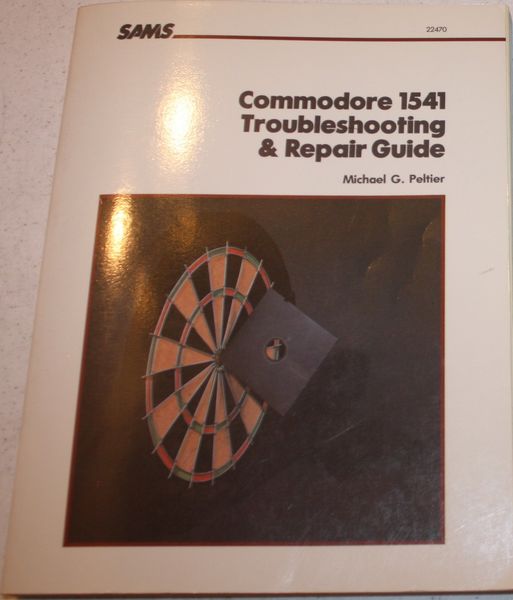 SAMS
22470
Commodore 1541
Troubleshooting
& Repair Guide
Michael G. Peltier